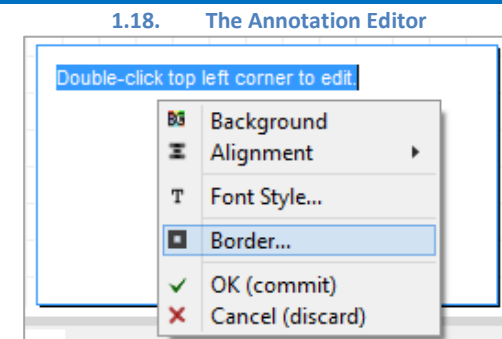 1.18. The Annotation Editor
Double-click top left corner to edit.
BG Background
Alignment
T Font Style...
Border...
OK (commit)
Cancel (discard)